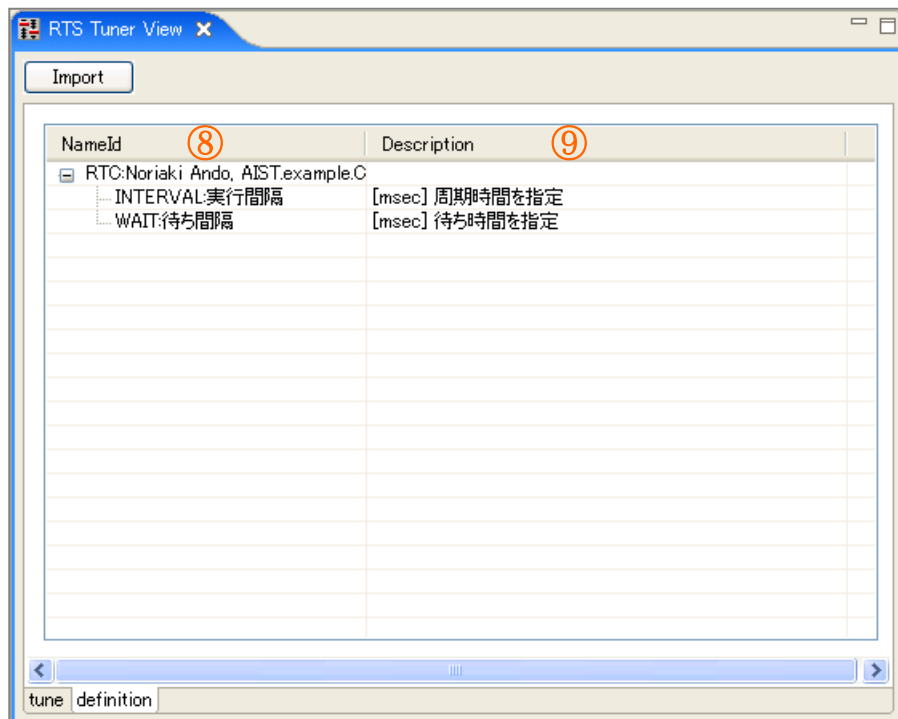 RTS Tuner View
Import
NameId ⑧ Description ⑨
RTC:Noriaki Ando, AIST.example.C
INTERVAL:実行間隔 [msec] 周期時間を指定
WAIT:待ち間隔 [msec] 待ち時間を指定
tune definition